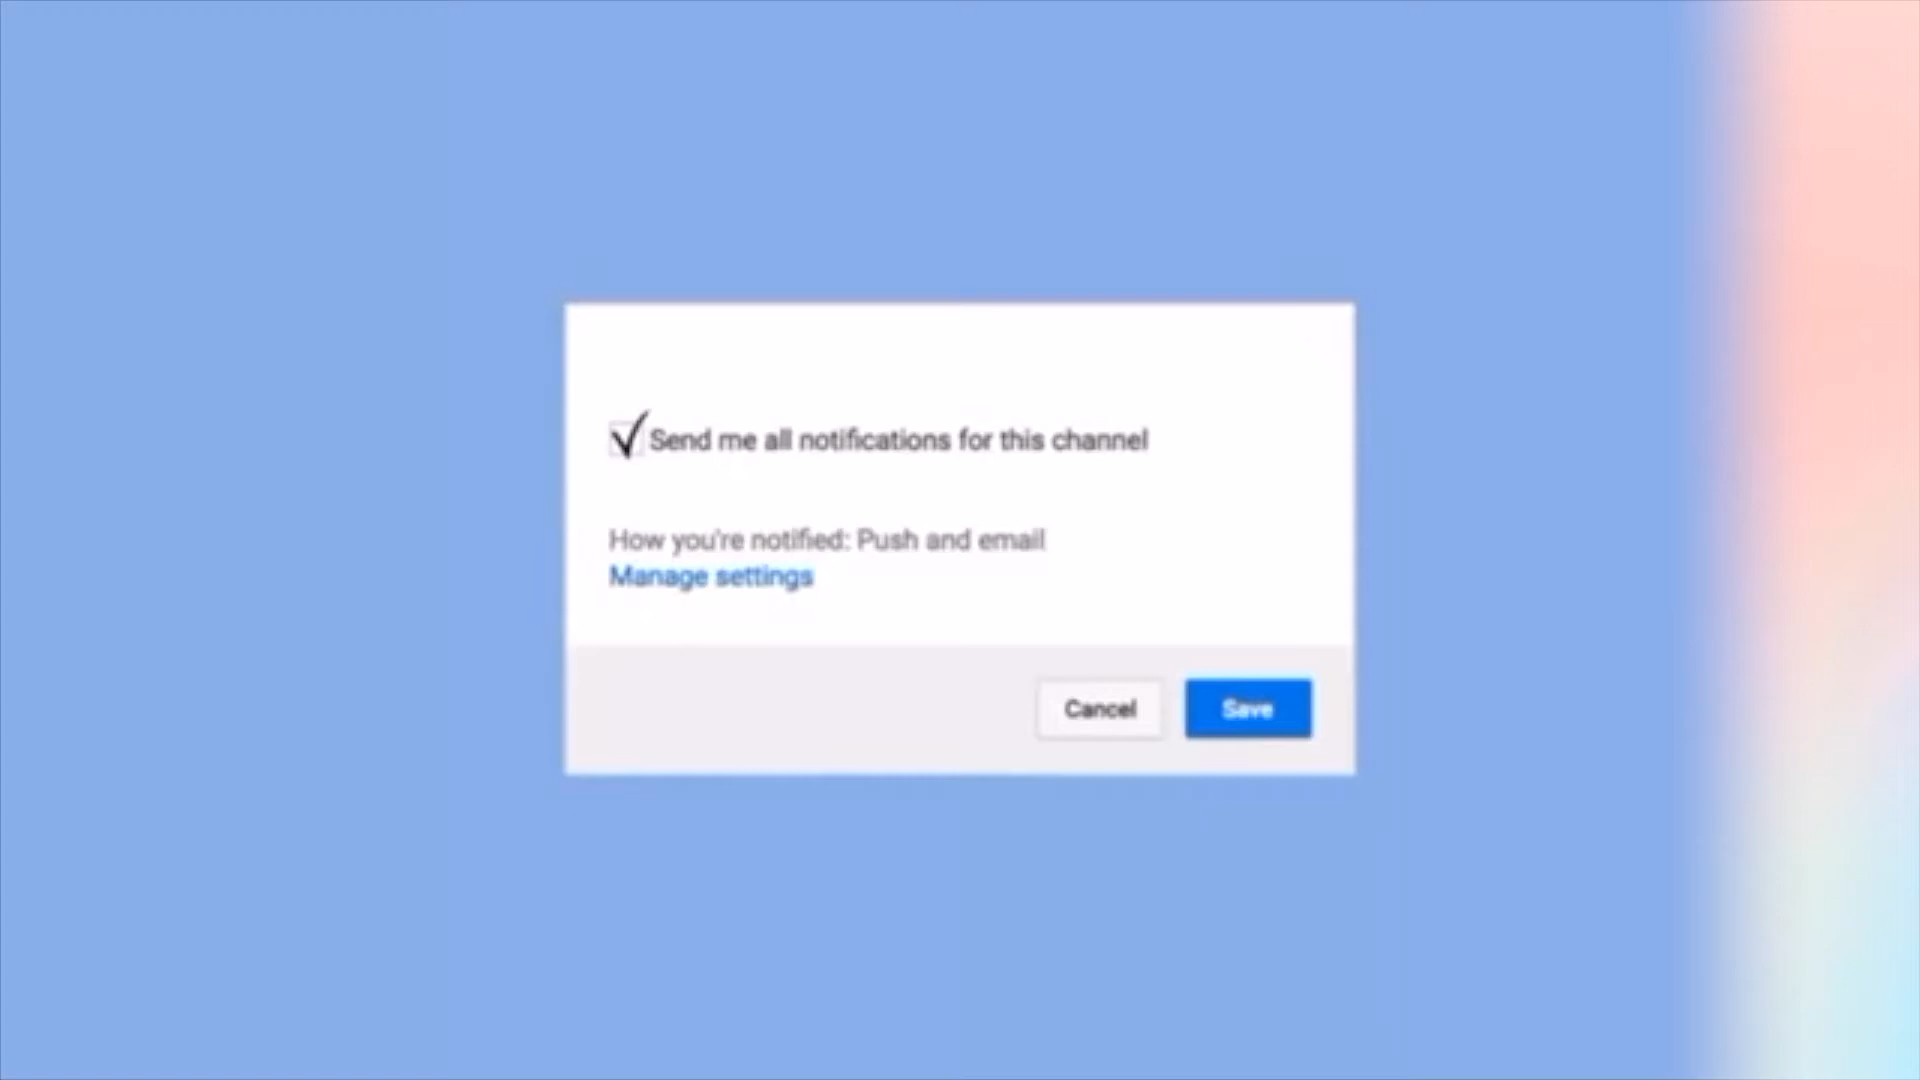 Send me all notifications for this channel
How you're notified: Push and email
Manage settings
Cancel
Save